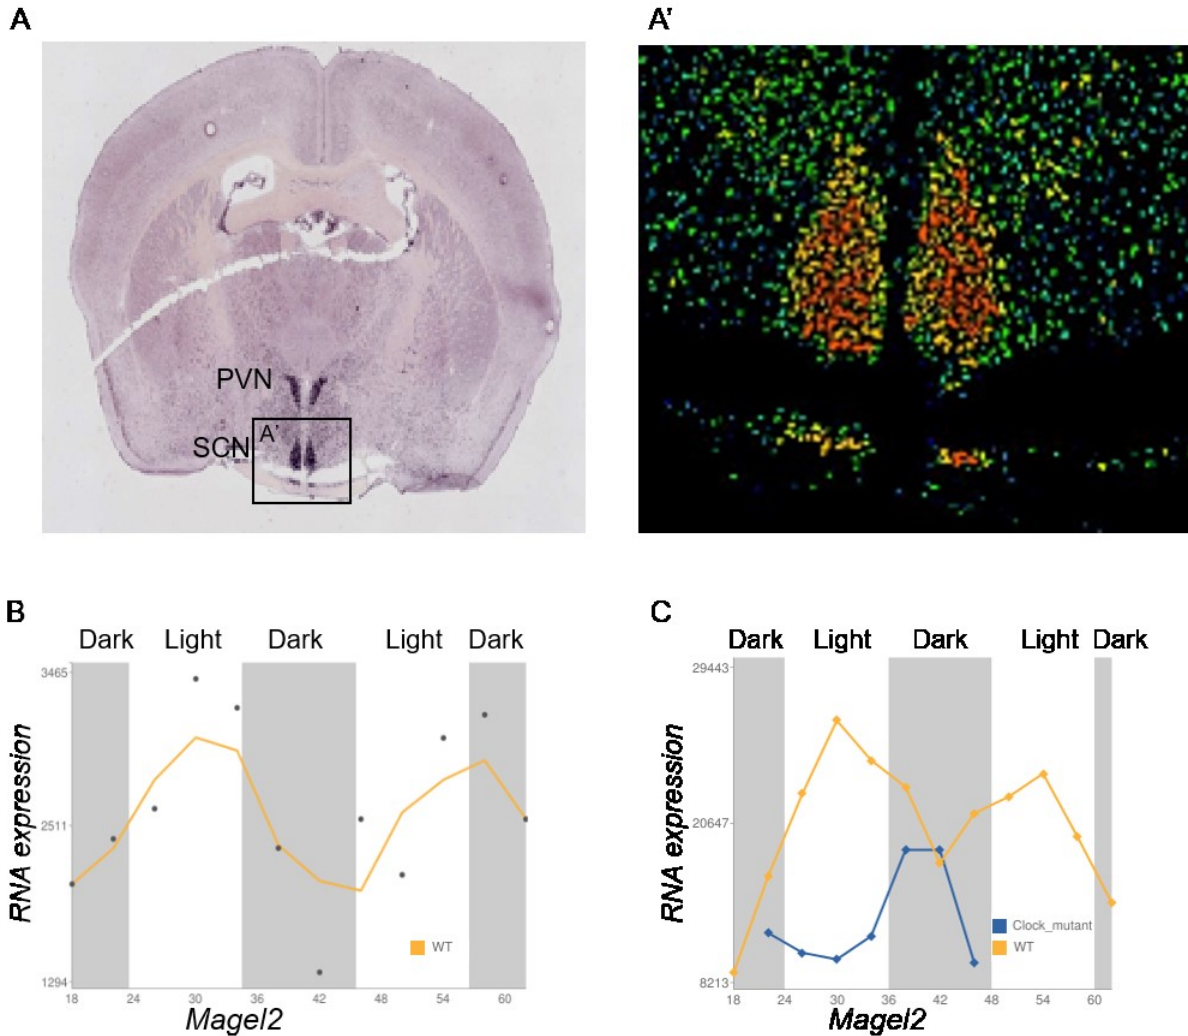 A
A'
PVN
SCN
A'
B
Dark Light Dark Light Dark
3465
2511
1294
RNA expression
WT
18 24 30 36 42 48 54 60
Magel2
C
Dark Light Dark Light Dark
29443
20647
8213
RNA expression
Clock_mutant
WT
18 24 30 36 42 48 54 60
Magel2